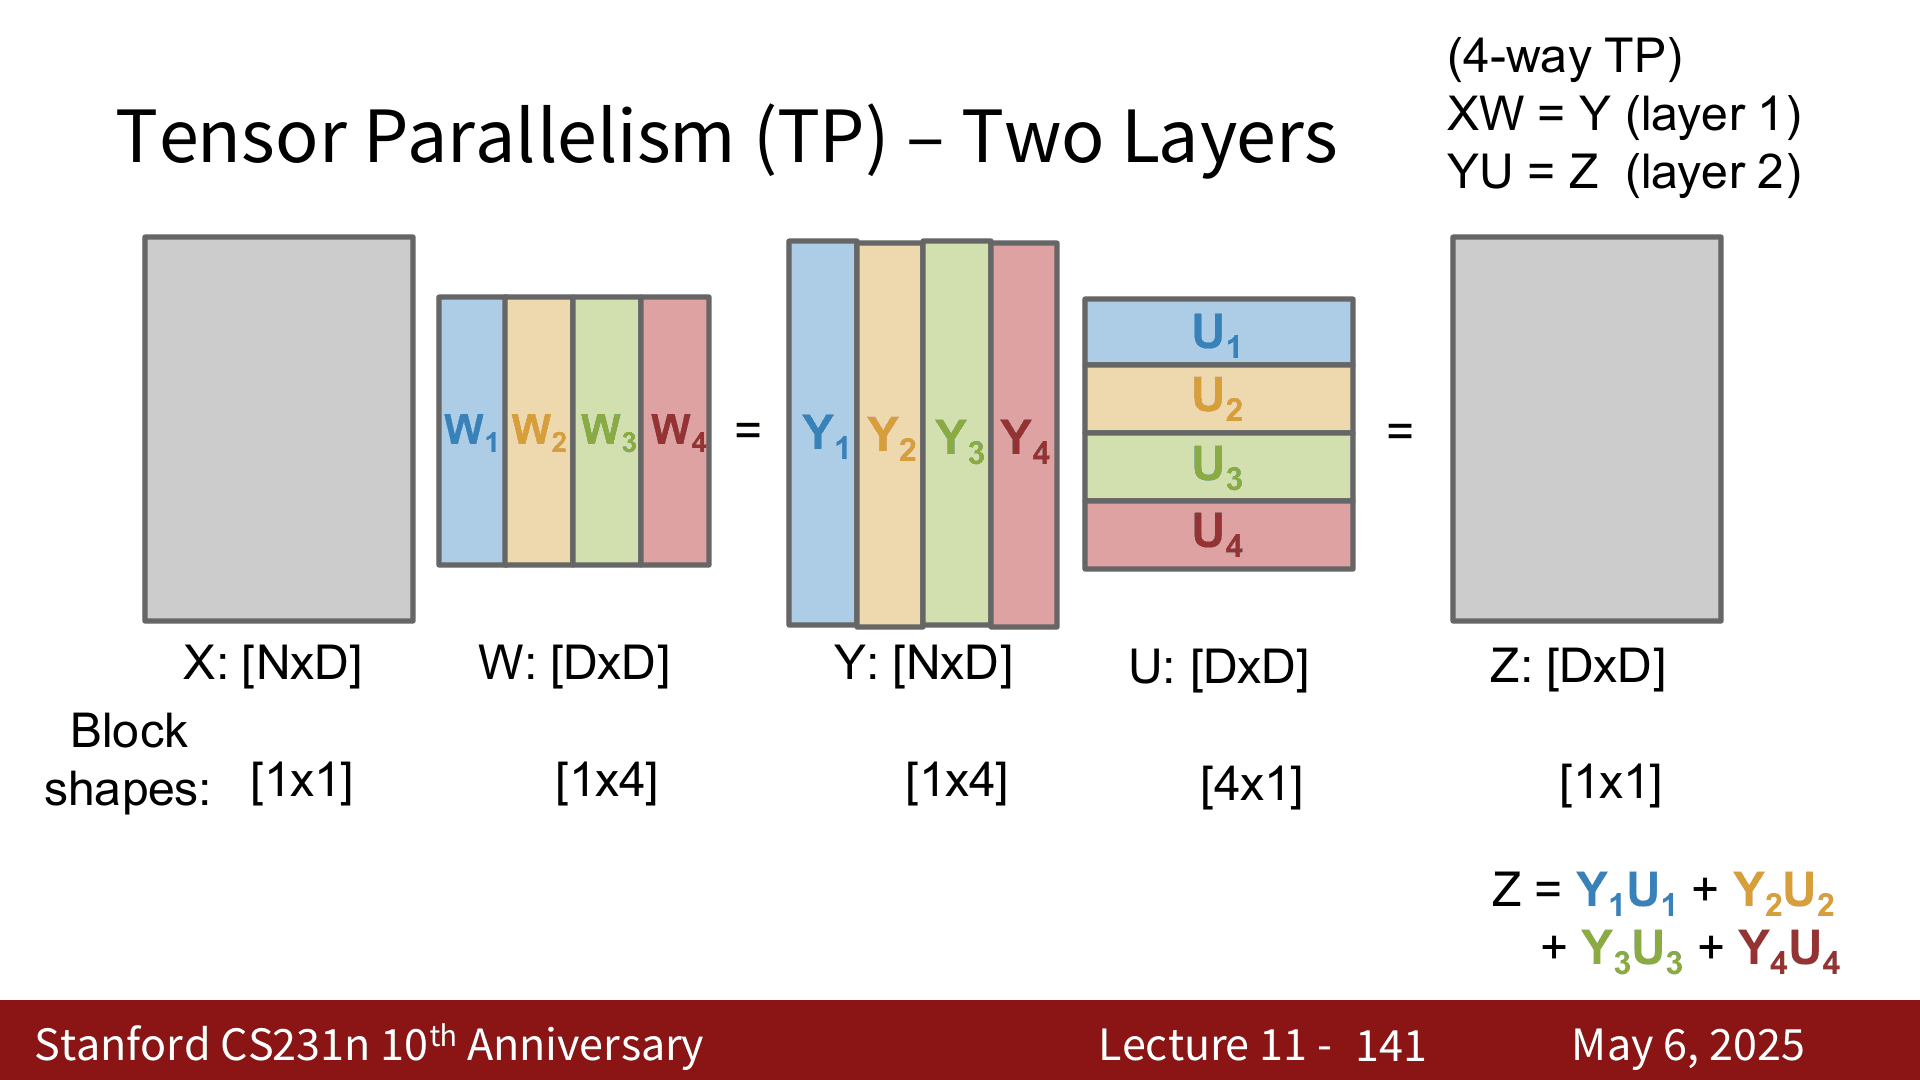 (4-way TP)
XW = Y (layer 1)
YU = Z (layer 2)
Tensor Parallelism (TP) – Two Layers
W₁ W₂ W₃ W₄ = Y₁ Y₂ Y₃ Y₄ =
U₁
U₂
U₃
U₄
X: [NxD] W: [DxD] Y: [NxD] U: [DxD] Z: [DxD]
Block
shapes: [1x1] [1x4] [1x4] [4x1] [1x1]
Z = Y₁U₁ + Y₂U₂
+ Y₃U₃ + Y₄U₄
Stanford CS231n 10th Anniversary Lecture 11 - 141 May 6, 2025